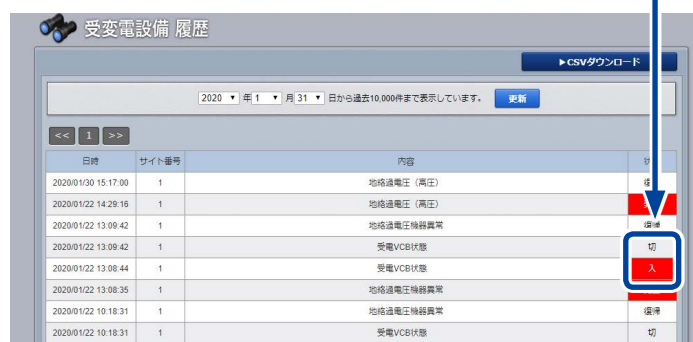 受変電設備 履歴
▶CSVダウンロード
2020 ▼ 年 1 ▼ 月 31 ▼ 日から過去10,000件まで表示しています。 更新
<< 1 >>
日時 サイト番号 内容
2020/01/30 15:17:00 1 地絡過電圧（高圧）
2020/01/22 14:29:16 1 地絡過電圧（高圧）
2020/01/22 13:09:42 1 地絡過電圧機器異常 復帰
2020/01/22 13:09:42 1 受電VCB状態 切
2020/01/22 13:08:44 1 受電VCB状態 入
2020/01/22 13:08:35 1 地絡過電圧機器異常
2020/01/22 10:18:31 1 地絡過電圧機器異常 復帰
2020/01/22 10:18:31 1 受電VCB状態 切